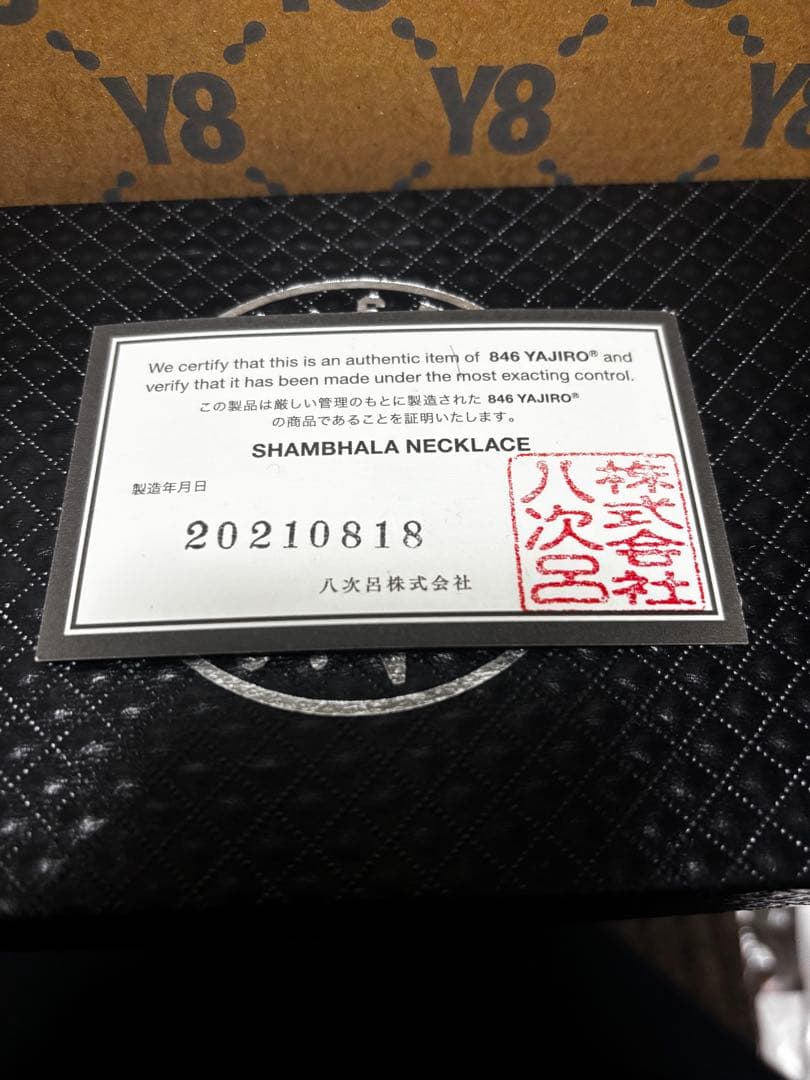 Y8 Y8 Y8
We certify that this is an authentic item of 846 YAJIRO® and
verify that it has been made under the most exacting control.
この製品は厳しい管理のもとに製造された 846 YAJIRO®
の商品であることを証明いたします。
SHAMBHALA NECKLACE
製造年月日
20210818
八次呂株式会社
株式会社
八次呂